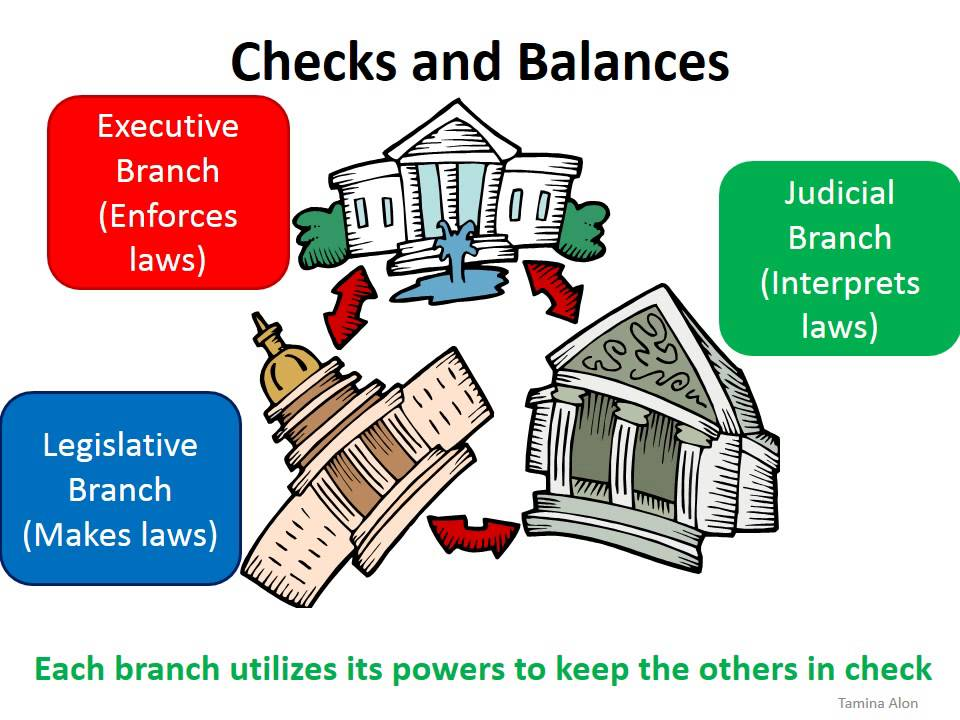 Checks and Balances
Executive
Branch
(Enforces
laws)
Judicial
Branch
(Interprets
laws)
Legislative
Branch
(Makes laws)
Each branch utilizes its powers to keep the others in check
Tamina Alon